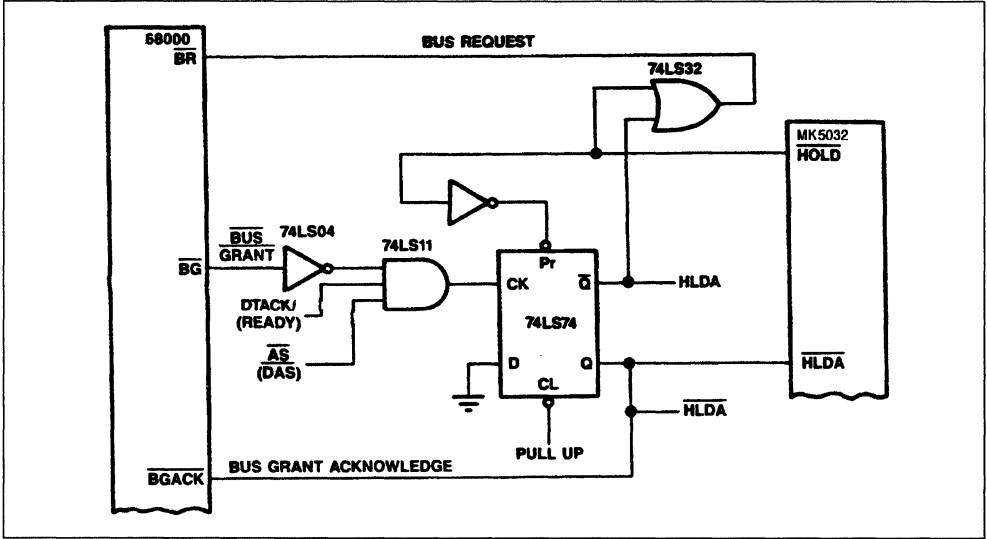 68000
BR
BUS REQUEST
74LS32
MK5032
HOLD
BUS
GRANT
74LS04
74LS11
BG
DTACK/
(READY)
AS
(DAS)
Pr
CK
Q
HLDA
74LS74
D
Q
CL
HLDA
HLDA
PULL UP
BGACK
BUS GRANT ACKNOWLEDGE